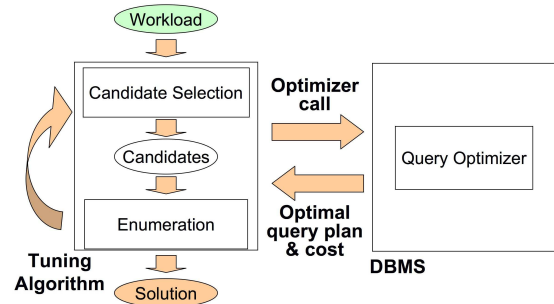 Workload
Candidate Selection
Candidates
Enumeration
Tuning
Algorithm
Solution
Optimizer
call
Optimal
query plan
& cost
Query Optimizer
DBMS